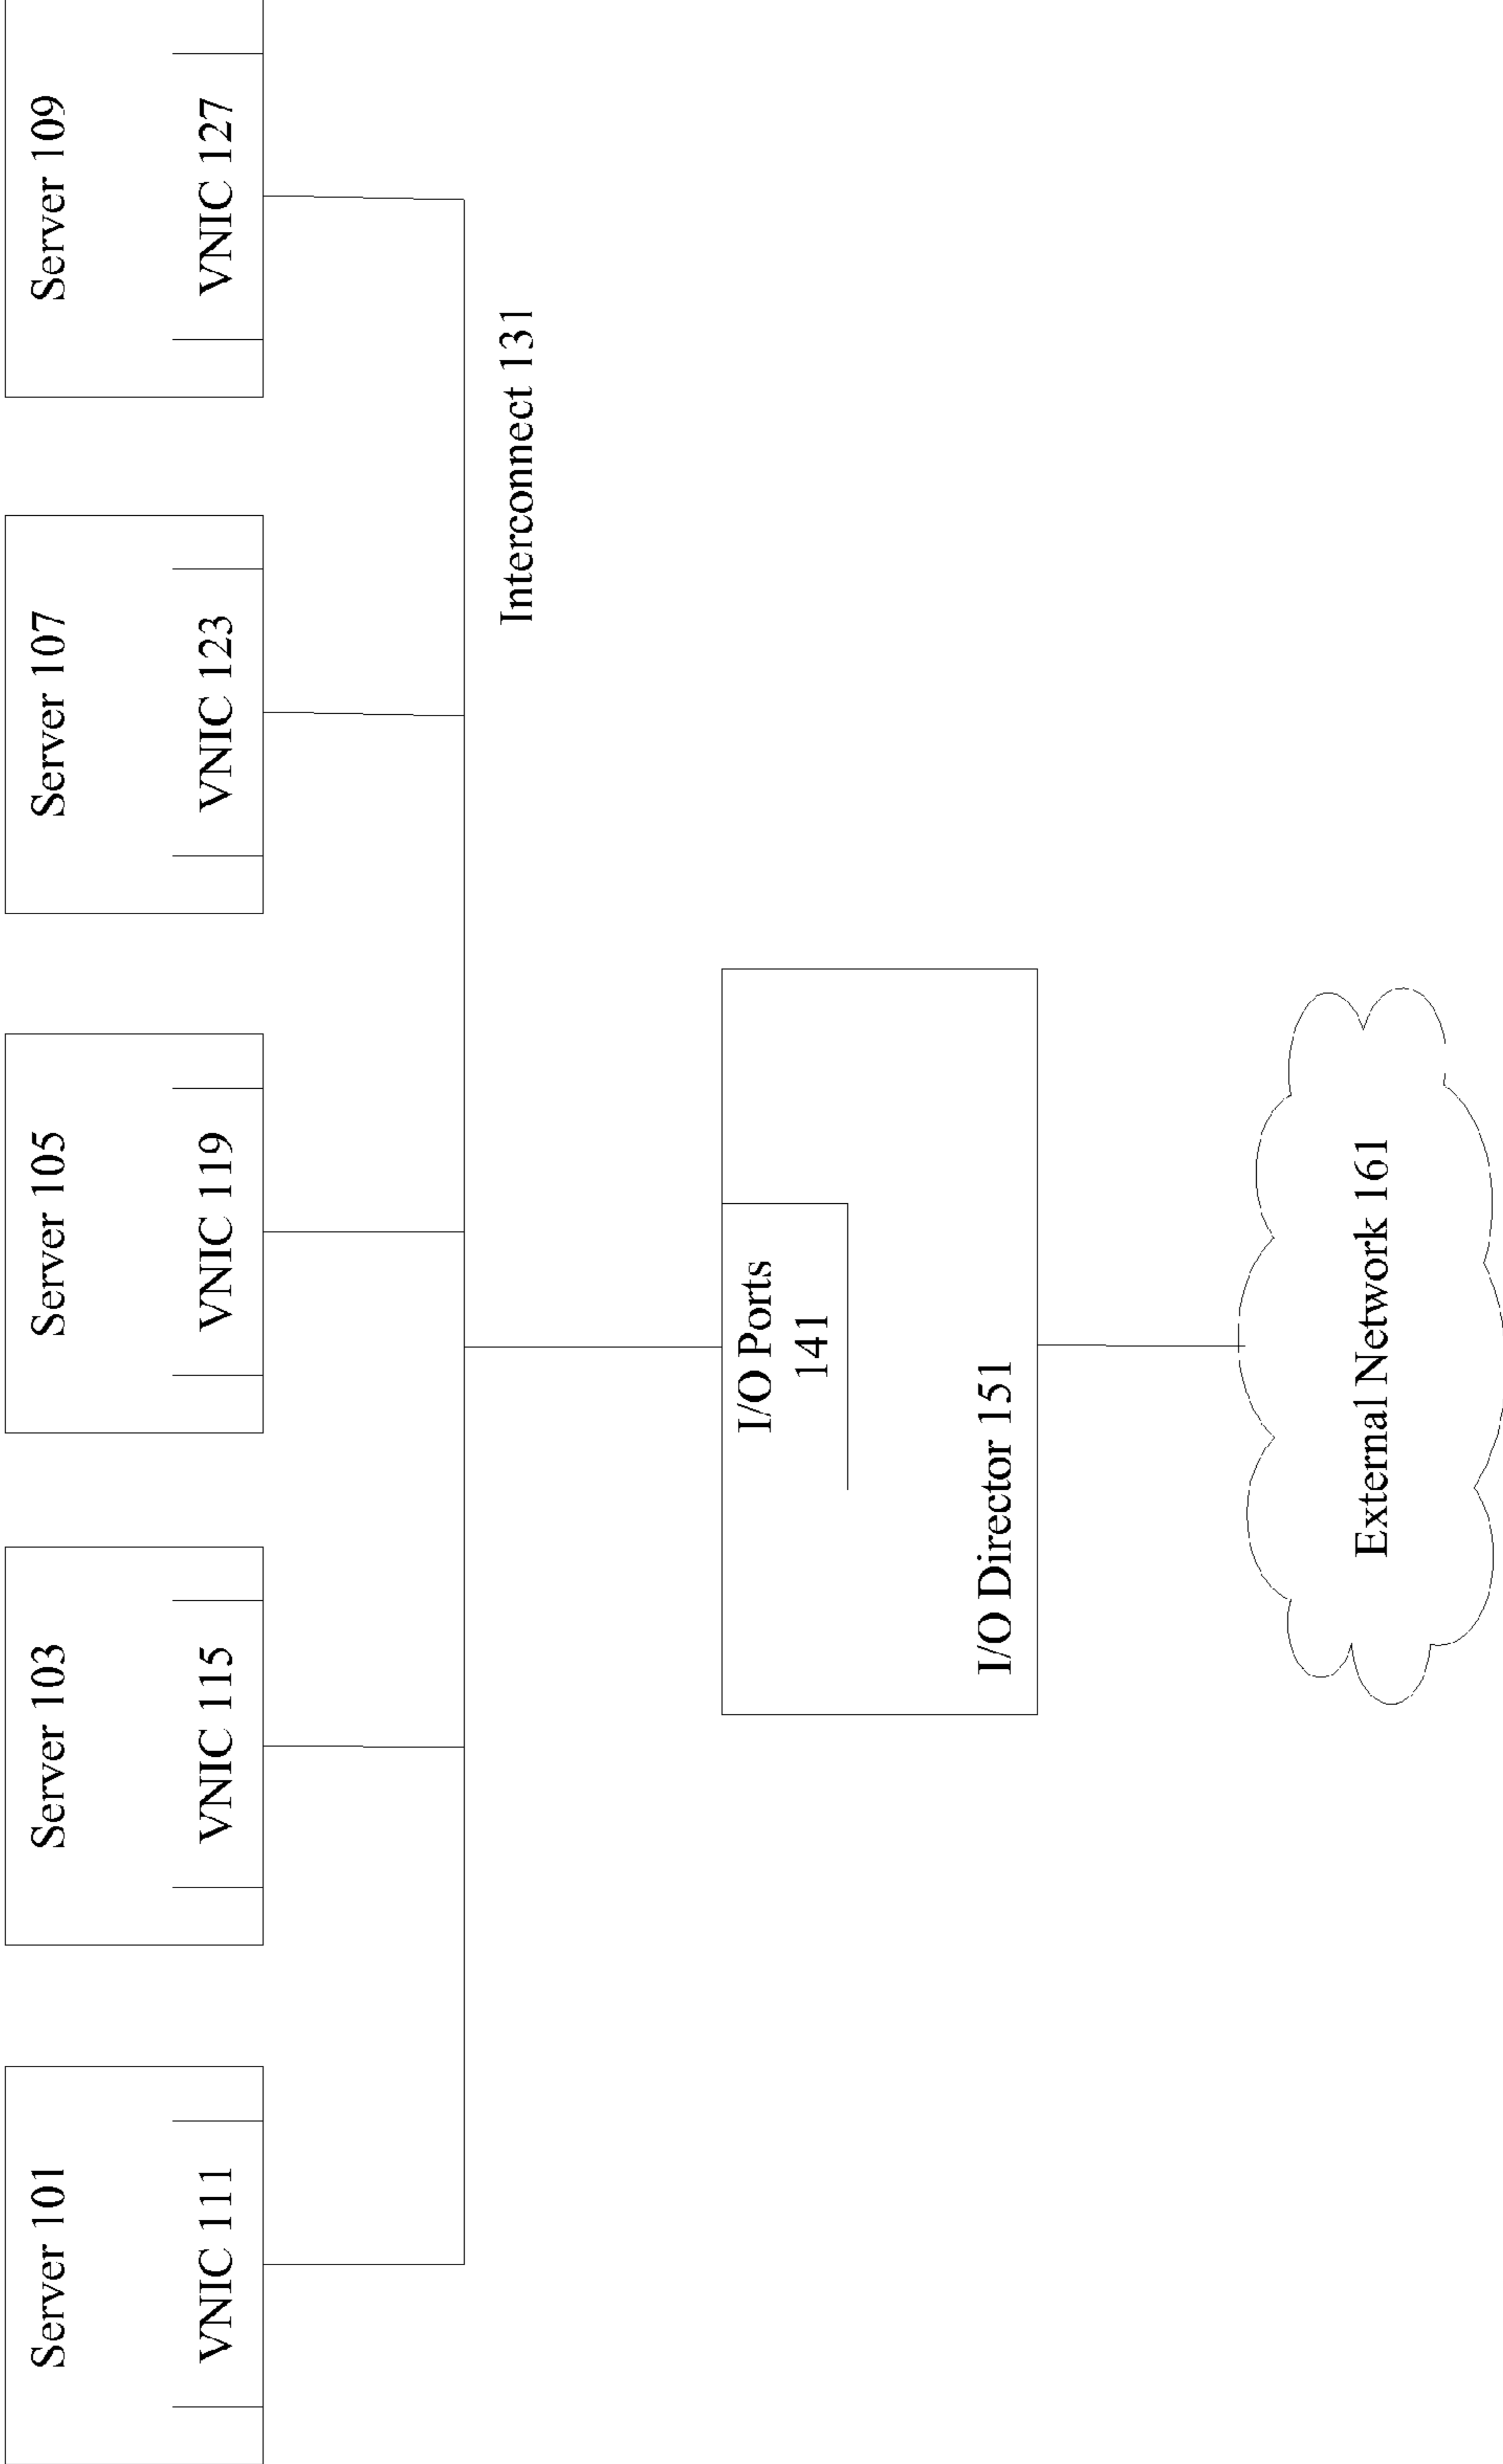 Server 101
Server 103
Server 105
Server 107
Server 109
VNIC 111
VNIC 115
VNIC 119
VNIC 123
VNIC 127
Interconnect 131
I/O Ports
141
I/O Director 151
External Network 161